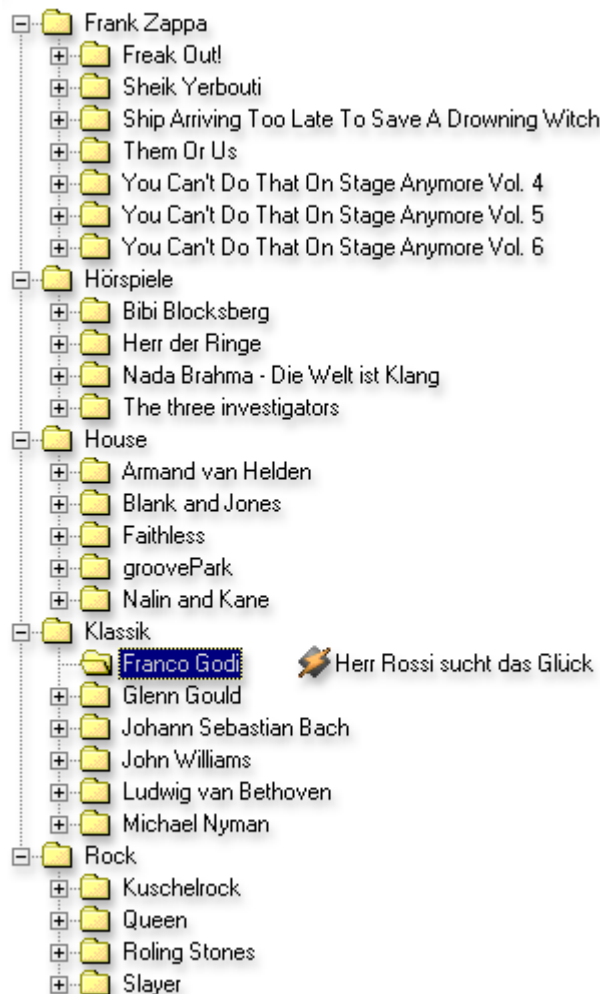 Frank Zappa
Freak Out!
Sheik Yerbouti
Ship Arriving Too Late To Save A Drowning Witch
Them Or Us
You Can't Do That On Stage Anymore Vol. 4
You Can't Do That On Stage Anymore Vol. 5
You Can't Do That On Stage Anymore Vol. 6
Hörspiele
Bibi Blocksberg
Herr der Ringe
Nada Brahma - Die Welt ist Klang
The three investigators
House
Armand van Helden
Blank and Jones
Faithless
groovePark
Nalin and Kane
Klassik
Franco Godi Herr Rossi sucht das Glück
Glenn Gould
Johann Sebastian Bach
John Williams
Ludwig van Bethoven
Michael Nyman
Rock
Kuschelrock
Queen
Roling Stones
Slayer